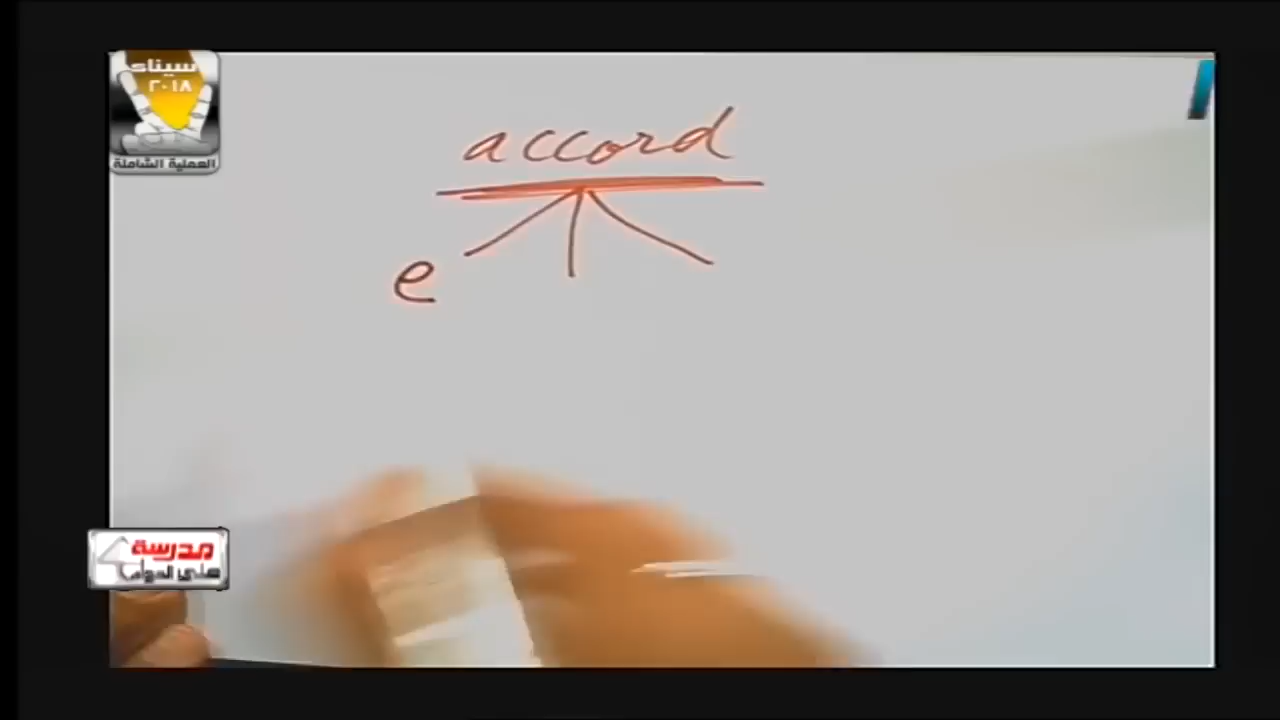 سيناء
٢٠١٨
العملية الشاملة
accord
e
مدرسة
على الهواء